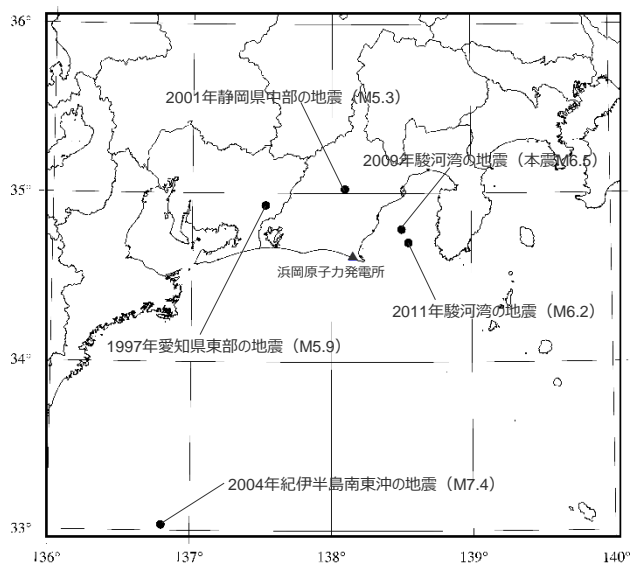 36°
2001年静岡県中部の地震（M5.3）
2009年駿河湾の地震（本震M6.5）
35°
浜岡原子力発電所
2011年駿河湾の地震（M6.2）
34°
1997年愛知県東部の地震（M5.9）
2004年紀伊半島南東沖の地震（M7.4）
33°
136° 137° 138° 139° 140°